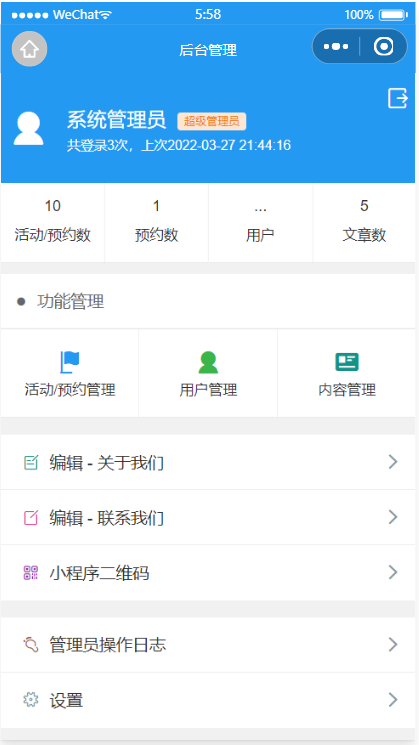 WeChat 5:58 100%
后台管理
系统管理员 超级管理员
共登录3次，上次2022-03-27 21:44:16
10 1 ... 5
活动/预约数 预约数 用户 文章数
功能管理
活动/预约管理 用户管理 内容管理
编辑 - 关于我们
编辑 - 联系我们
小程序二维码
管理员操作日志
设置